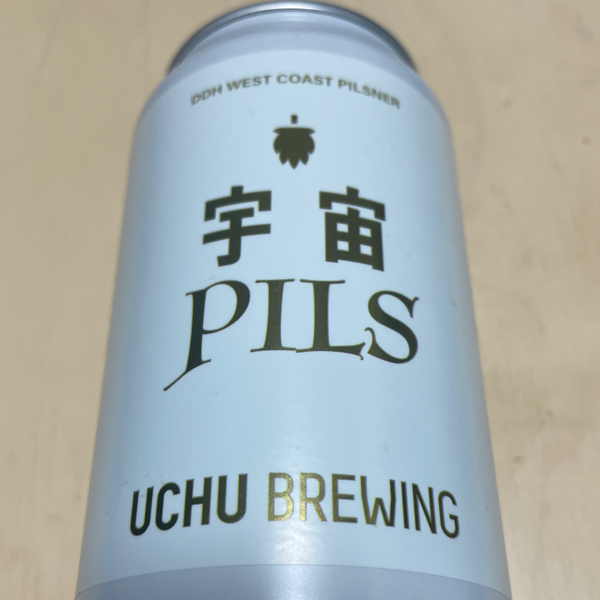 DDH WEST COAST PILSNER
宇宙
PILS
UCHU BREWING